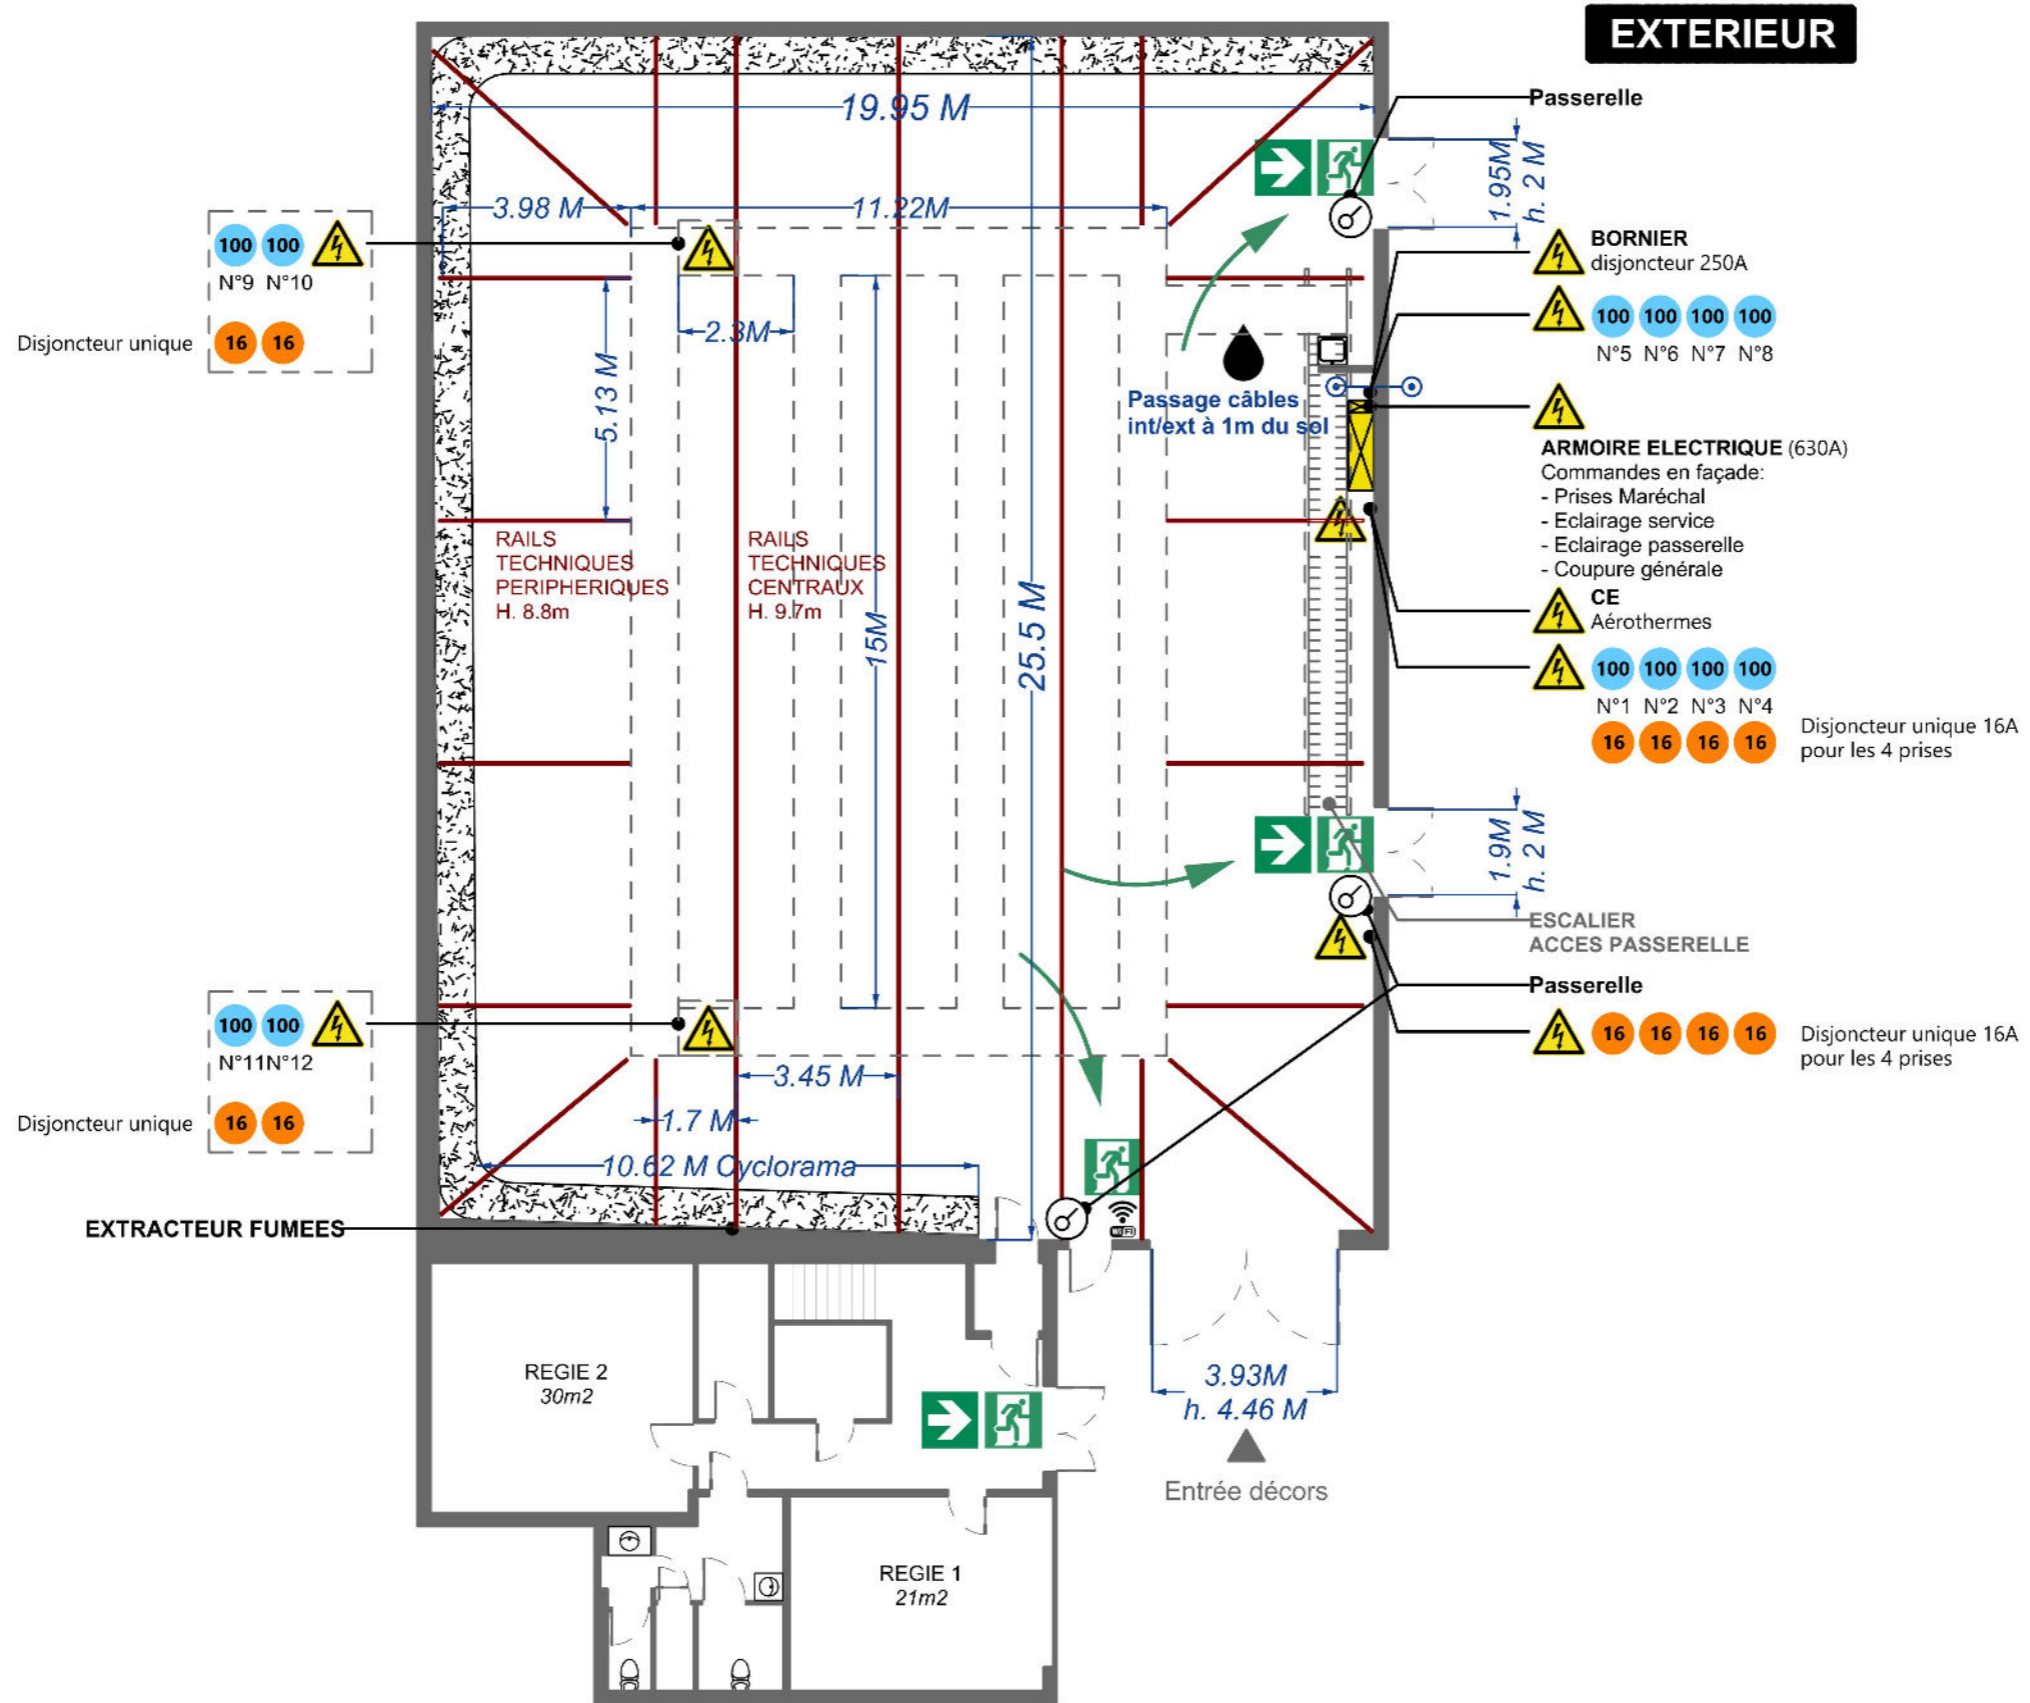 EXTERIEUR
Passerelle
19.95 M
1.95M
h. 2 M
3.98 M
11.22M
100 100
N°9 N°10
Disjoncteur unique
16 16
BORNIER
disjoncteur 250A
100 100 100 100
N°5 N°6 N°7 N°8
2.3M
5.13 M
Passage câbles
int/ext à 1m du sol
ARMOIRE ELECTRIQUE (630A)
Commandes en façade:
- Prises Maréchal
- Eclairage service
- Eclairage passerelle
- Coupure générale
RAILS
TECHNIQUES
PERIPHERIQUES
H. 8.8m
RAILS
TECHNIQUES
CENTRAUX
H. 9.7m
15M
25.5 M
CE
Aérothermes
100 100 100 100
N°1 N°2 N°3 N°4
16 16 16 16
Disjoncteur unique 16A
pour les 4 prises
1.9M
h. 2 M
ESCALIER
ACCES PASSERELLE
Passerelle
16 16 16 16
Disjoncteur unique 16A
pour les 4 prises
100 100
N°11N°12
Disjoncteur unique
16 16
3.45 M
1.7 M
10.62 M Cyclorama
EXTRACTEUR FUMEES
WiFi
REGIE 2
30m2
3.93M
h. 4.46 M
Entrée décors
REGIE 1
21m2